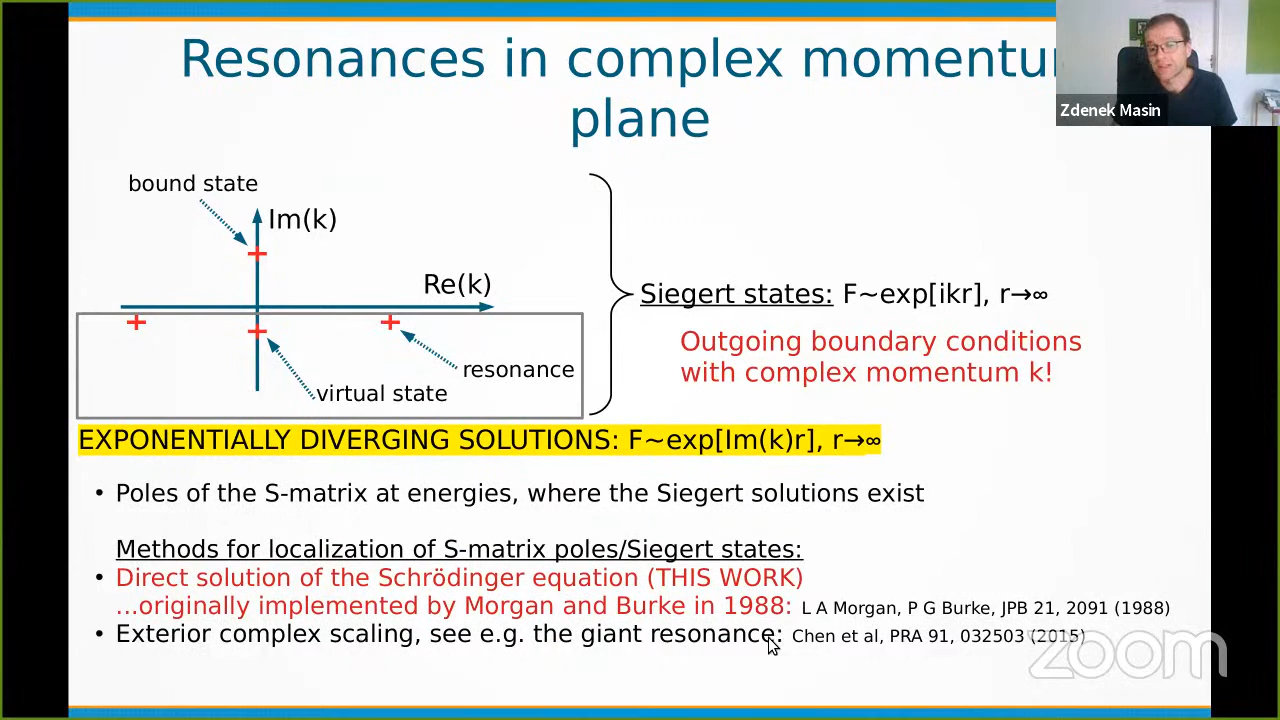 Resonances in complex momentu
plane
Zdenek Masin
bound state
Im(k)
Re(k)
resonance
virtual state
Siegert states: F~exp[ikr], r→∞
Outgoing boundary conditions
with complex momentum k!
EXPONENTIALLY DIVERGING SOLUTIONS: F~exp[Im(k)r], r→∞
• Poles of the S-matrix at energies, where the Siegert solutions exist
Methods for localization of S-matrix poles/Siegert states:
• Direct solution of the Schrödinger equation (THIS WORK)
...originally implemented by Morgan and Burke in 1988: L A Morgan, P G Burke, JPB 21, 2091 (1988)
• Exterior complex scaling, see e.g. the giant resonance: Chen et al, PRA 91, 032503 (2015)
zoom